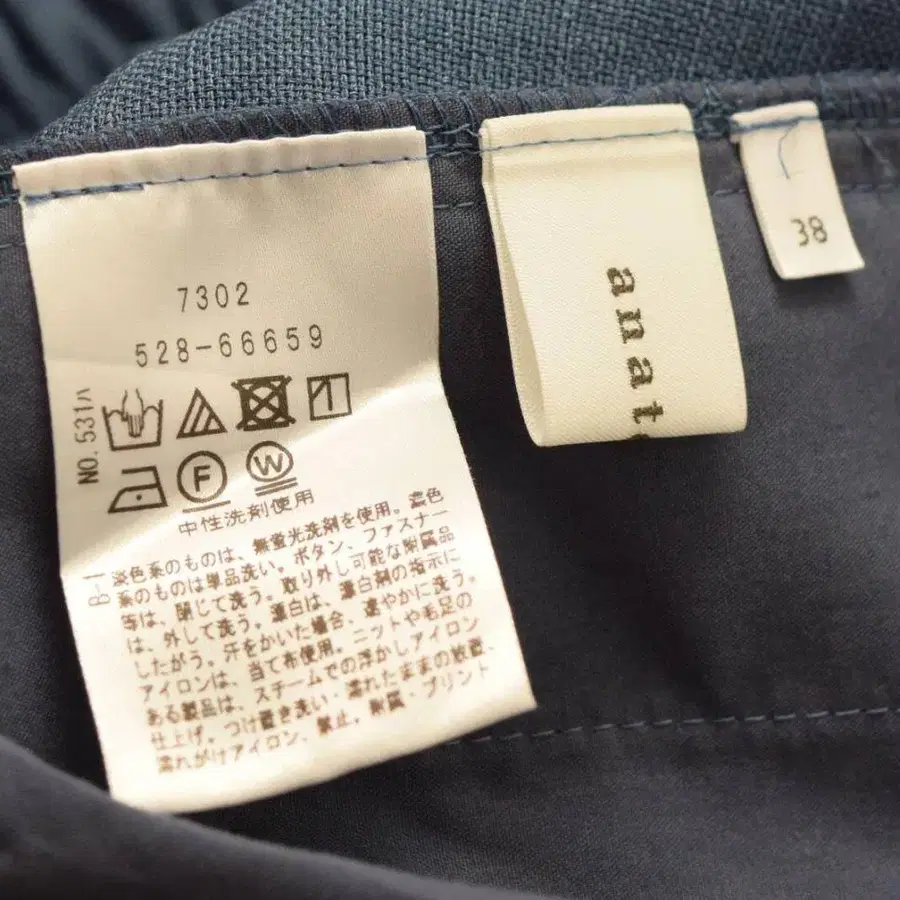 7302
528-66659
NO. 531ハ
F
W
中性洗剤使用
B-1
淡色系のものは、無蛍光洗剤を使用。濃色
系のものは単品洗い。ボタン、ファスナー
等は、閉じて洗う。取り外し可能な附属品
は、外して洗う。漂白は、漂白剤の指示に
したがう。汗をかいた場合、速やかに洗う。
アイロンは、当て布使用。ニットや毛足の
ある製品は、スチームでの浮かしアイロン
仕上げ。つけ置き洗い・濡れたままの放置、
濡れがけアイロン、禁止。附属・プリント
anat
38